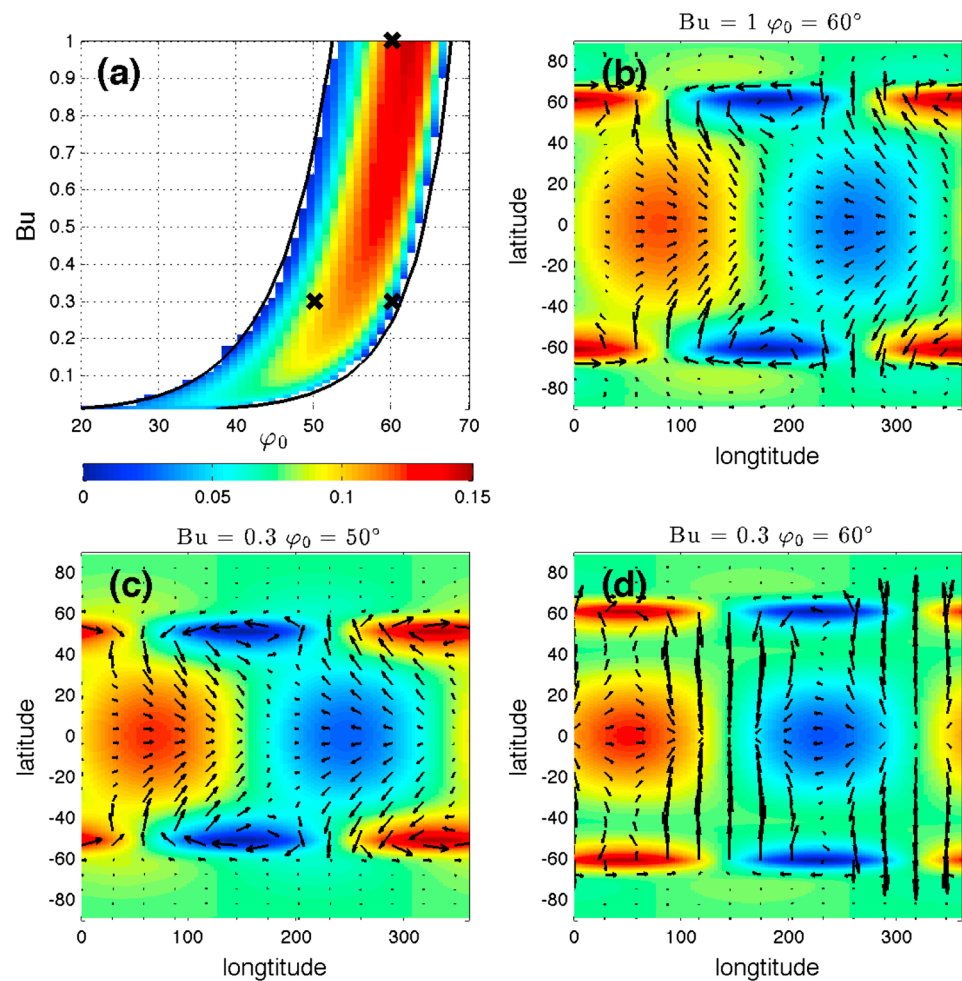 (a)
Bu
1
0.9
0.8
0.7
0.6
0.5
0.4
0.3
0.2
0.1
20 30 40 50 60 70
φ₀
0 0.05 0.1 0.15
Bu = 1 φ₀ = 60°
(b)
latitude
80
60
40
20
0
-20
-40
-60
-80
0 100 200 300
longtitude
Bu = 0.3 φ₀ = 50°
(c)
latitude
80
60
40
20
0
-20
-40
-60
-80
0 100 200 300
longtitude
Bu = 0.3 φ₀ = 60°
(d)
latitude
80
60
40
20
0
-20
-40
-60
-80
0 100 200 300
longtitude